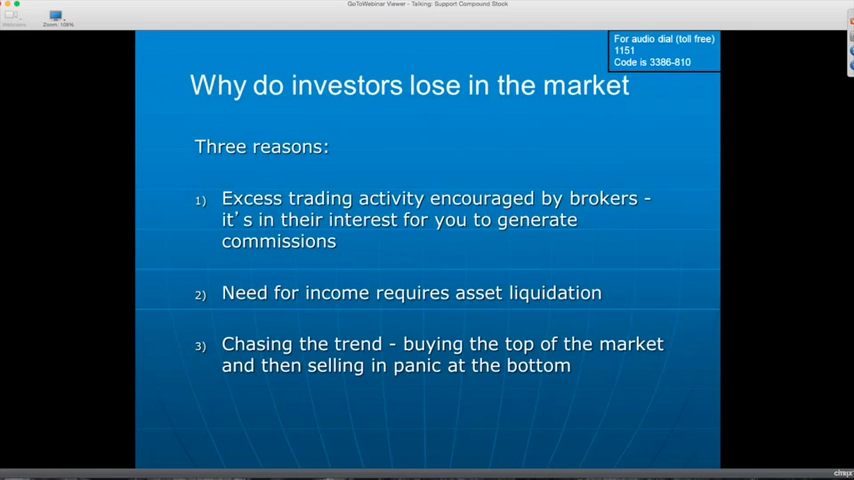 GoToWebinar Viewer - Talking: Support Compound Stock
Webcams
Zoom: 108%
For audio dial (toll free)
1151
Code is 3386-810
Why do investors lose in the market
Three reasons:
1) Excess trading activity encouraged by brokers -
it's in their interest for you to generate
commissions
2) Need for income requires asset liquidation
3) Chasing the trend - buying the top of the market
and then selling in panic at the bottom
citrix